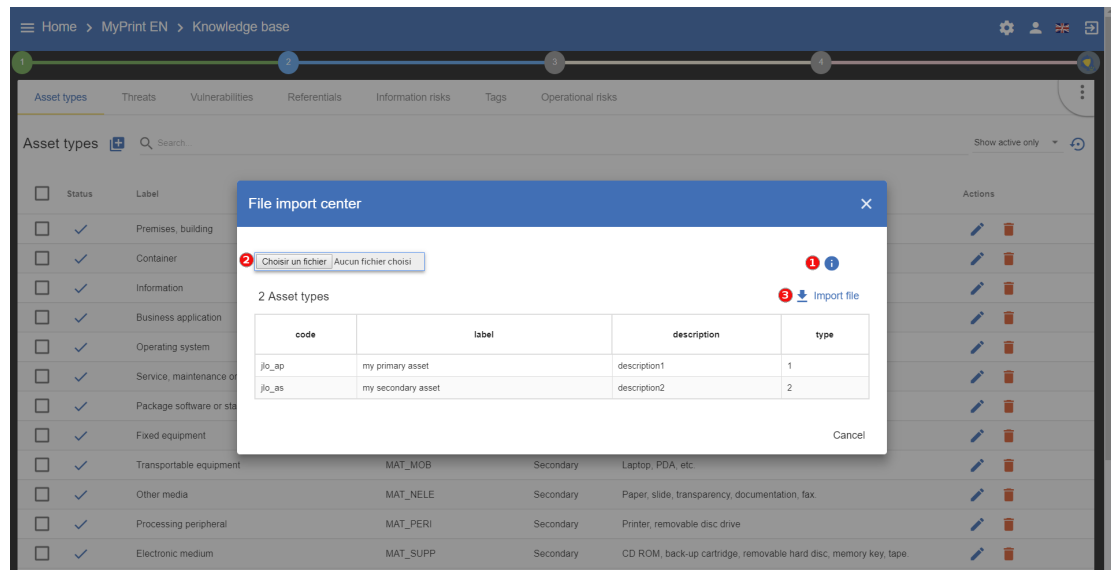 Home > MyPrint EN > Knowledge base
1 2 3 4
Asset types Threats Vulnerabilities Referentials Information risks Tags Operational risks
Asset types Search... Show active only
Status Label Actions
Premises, building
Container
Information
Business application
Operating system
Service, maintenance or
Package software or sta
Fixed equipment
File import center
2 Choisir un fichier Aucun fichier choisi 1
2 Asset types 3 Import file
code label description type
jlo_ap my primary asset description1 1
jlo_as my secondary asset description2 2
Cancel
Transportable equipment MAT_MOB Secondary Laptop, PDA, etc.
Other media MAT_NELE Secondary Paper, slide, transparency, documentation, fax.
Processing peripheral MAT_PERI Secondary Printer, removable disc drive
Electronic medium MAT_SUPP Secondary CD ROM, back-up cartridge, removable hard disc, memory key, tape.